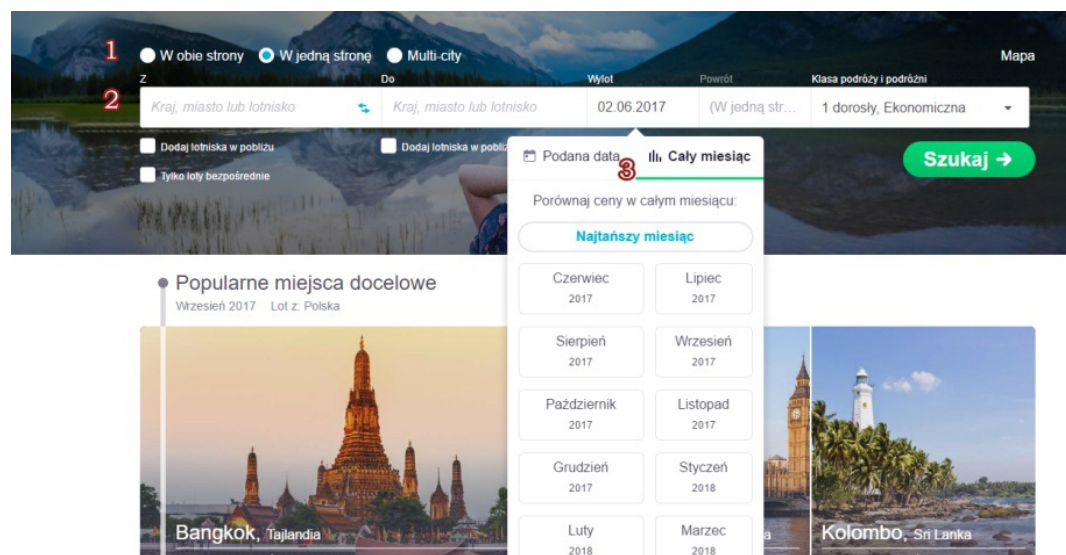 1 W obie strony W jedną stronę Multi-city Mapa
Z Do Wylot Powrót Klasa podróży i podróżni
2 Kraj, miasto lub lotnisko Kraj, miasto lub lotnisko 02.06.2017 (W jedną str... 1 dorosły, Ekonomiczna
Dodaj lotniska w pobliżu Dodaj lotniska w pobliż
Tylko loty bezpośrednie
Podana data 3 Cały miesiąc
Szukaj →
Porównaj ceny w całym miesiącu:
Najtańszy miesiąc
Czerwiec Lipiec
2017 2017
Sierpień Wrzesień
2017 2017
Październik Listopad
2017 2017
Grudzień Styczeń
2017 2018
Luty Marzec
2018 2018
Popularne miejsca docelowe
Wrzesień 2017 Lot z: Polska
Bangkok, Tajlandia
a
Kolombo, Sri Lanka